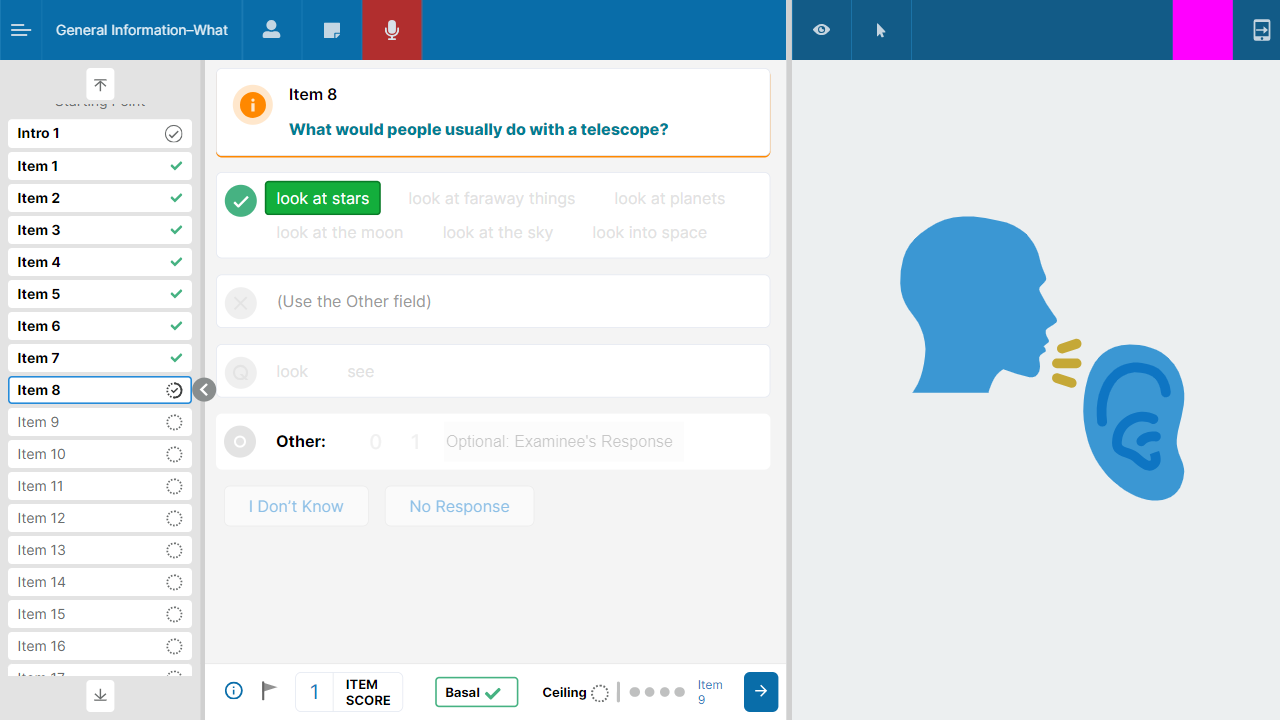 General Information–What
Starting Point
Intro 1
Item 1
Item 2
Item 3
Item 4
Item 5
Item 6
Item 7
Item 8
Item 9
Item 10
Item 11
Item 12
Item 13
Item 14
Item 15
Item 16
Item 17
Item 8
What would people usually do with a telescope?
look at stars look at faraway things look at planets
look at the moon look at the sky look into space
(Use the Other field)
Q look see
O Other: 0 1 Optional: Examinee's Response
I Don't Know No Response
1 ITEM SCORE Basal Ceiling Item 9